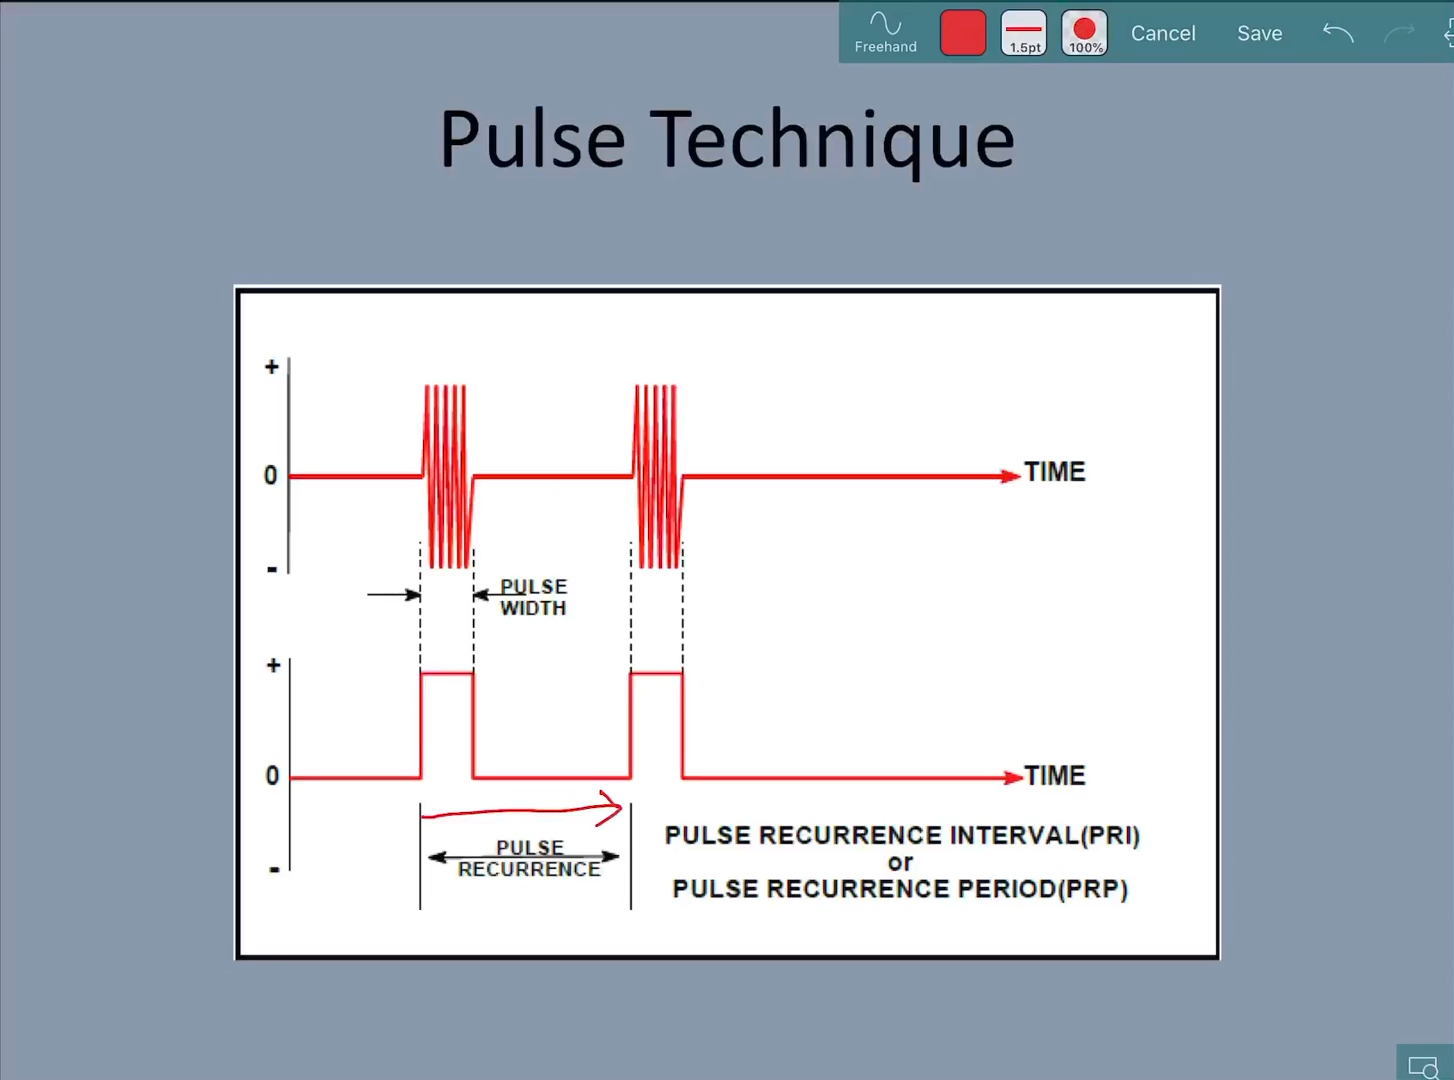 Freehand
1.5pt
100%
Cancel
Save
Pulse Technique
+
0
TIME
-
PULSE
WIDTH
+
0
TIME
-
PULSE
RECURRENCE
PULSE RECURRENCE INTERVAL(PRI)
or
PULSE RECURRENCE PERIOD(PRP)